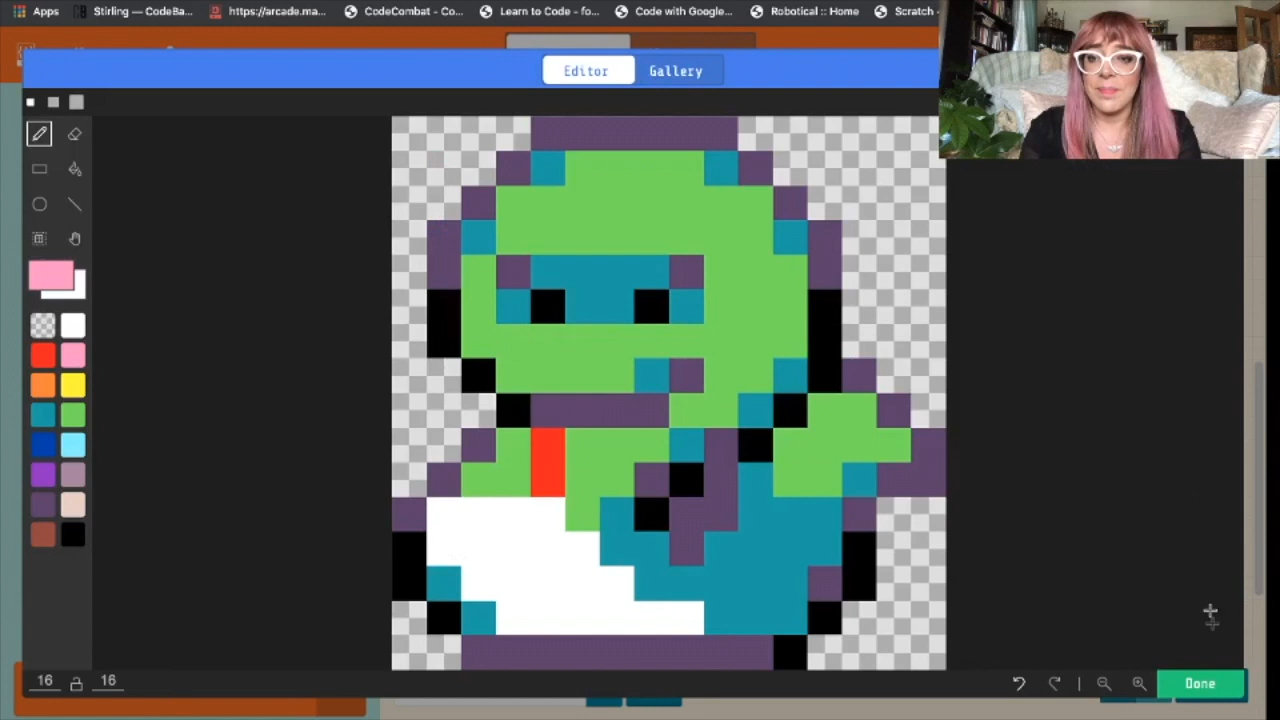 Apps
Stirling — CodeBa...
https://arcade.ma...
CodeCombat - Co...
Learn to Code - fo...
Code with Google...
Robotical :: Home
Scratch
Editor
Gallery
16
16
Done